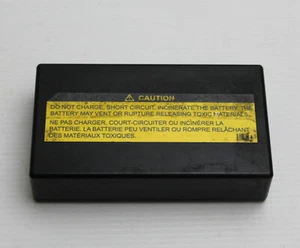 ⚠ CAUTION
DO NOT CHARGE, SHORT CIRCUIT, INCINERATE THE BATTERY, THE
BATTERY MAY VENT OR RUPTURE RELEASING TOXIC MATERIALS.
NE PAS CHARGER, COURT-CIRCUITER OU INCINÉRER LA
BATTERIE. LA BATTERIE PEU VENTILER OU ROMPRE RELÂCHANT
DES MATÉRIAUX TOXIQUES.